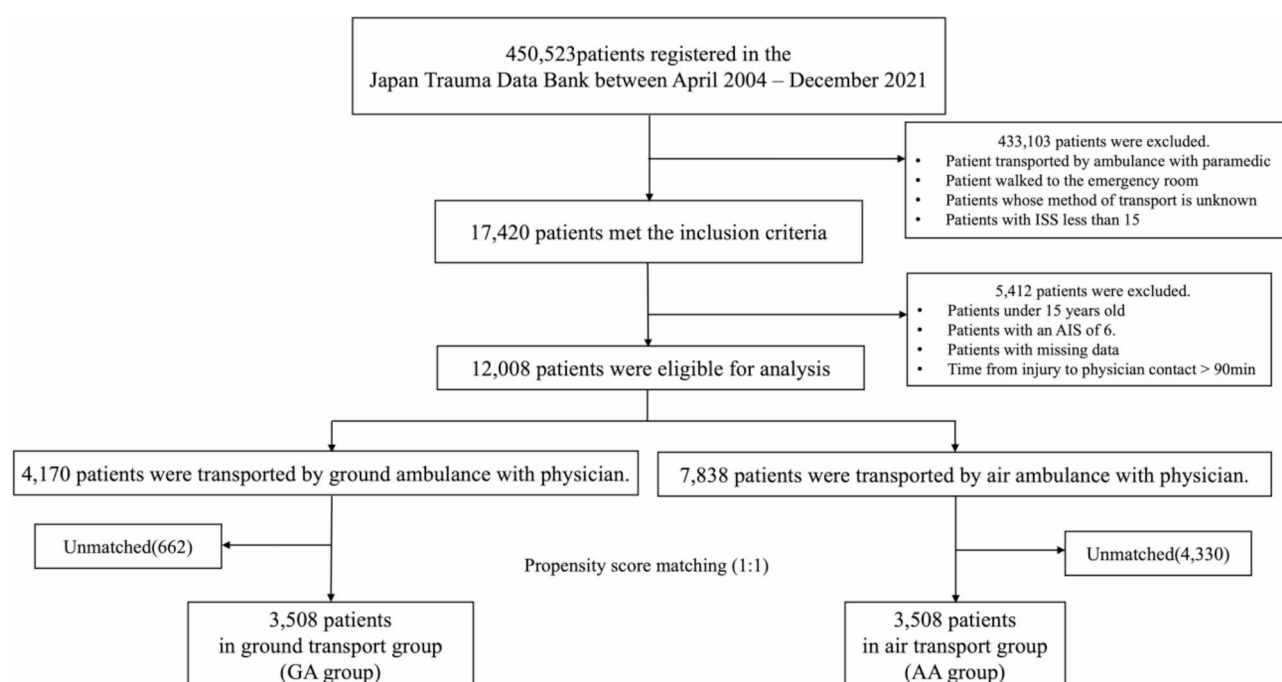 450,523patients registered in the
Japan Trauma Data Bank between April 2004 – December 2021
433,103 patients were excluded.
• Patient transported by ambulance with paramedic
• Patient walked to the emergency room
• Patients whose method of transport is unknown
• Patients with ISS less than 15
17,420 patients met the inclusion criteria
5,412 patients were excluded.
• Patients under 15 years old
• Patients with an AIS of 6.
• Patients with missing data
• Time from injury to physician contact > 90min
12,008 patients were eligible for analysis
4,170 patients were transported by ground ambulance with physician.
7,838 patients were transported by air ambulance with physician.
Unmatched(662)
Propensity score matching (1:1)
Unmatched(4,330)
3,508 patients
in ground transport group
(GA group)
3,508 patients
in air transport group
(AA group)